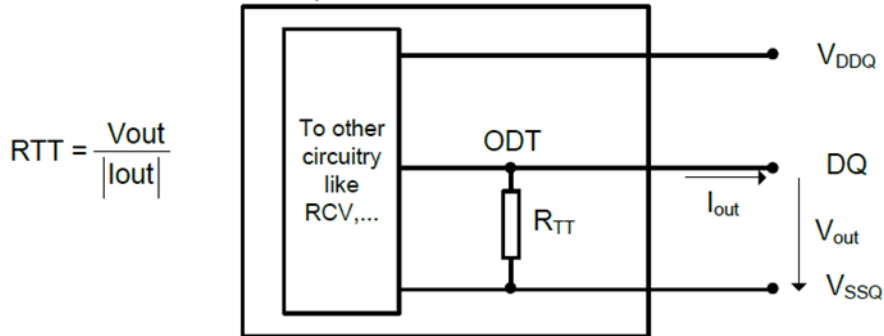 RTT = Vout / |Iout|
To other
circuitry
like
RCV,...
ODT
RTT
VDDQ
DQ
Iout
Vout
VSSQ